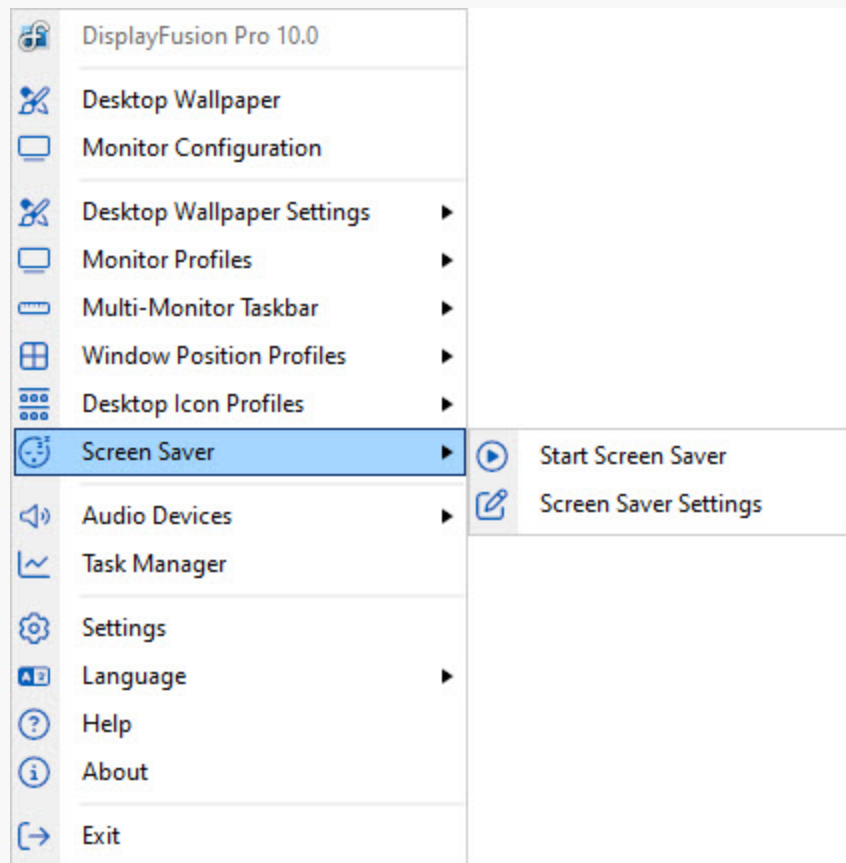 DisplayFusion Pro 10.0
Desktop Wallpaper
Monitor Configuration
Desktop Wallpaper Settings
Monitor Profiles
Multi-Monitor Taskbar
Window Position Profiles
Desktop Icon Profiles
Screen Saver
Start Screen Saver
Screen Saver Settings
Audio Devices
Task Manager
Settings
Language
Help
About
Exit